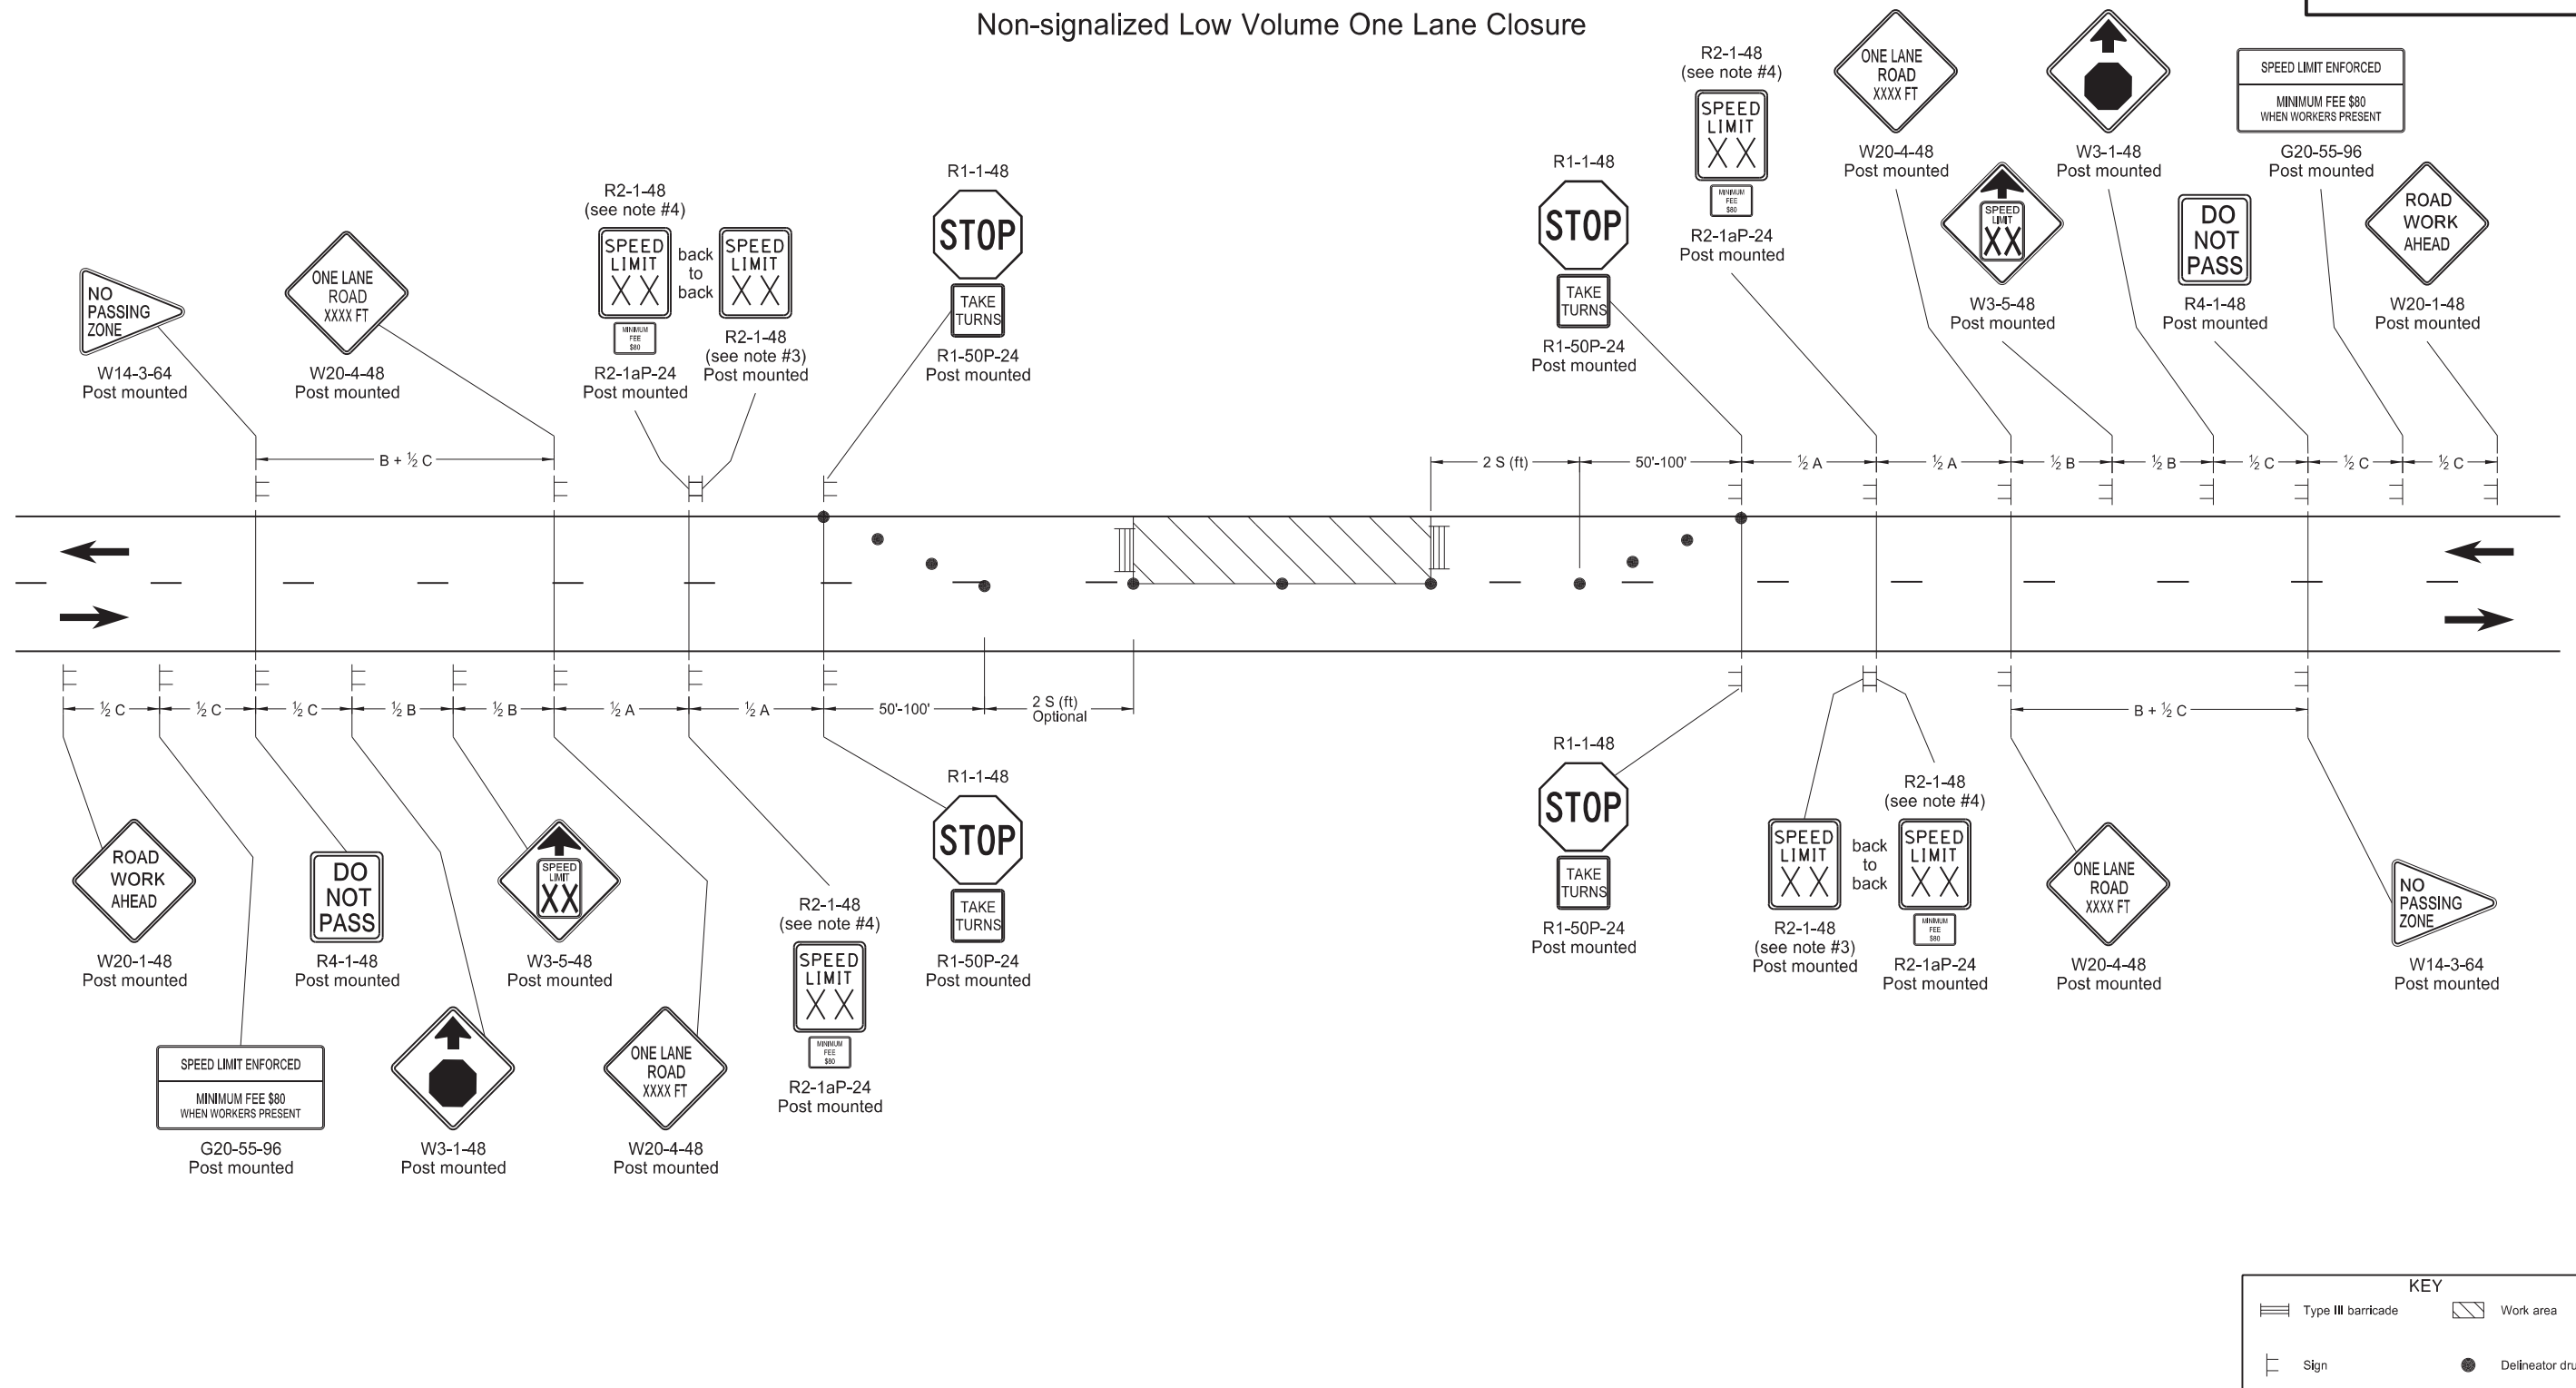 Non-signalized Low Volume One Lane Closure
NO
PASSING
ZONE
W14-3-64
Post mounted
ONE LANE
ROAD
XXXX FT
W20-4-48
Post mounted
R2-1-48
(see note #4)
SPEED
LIMIT
XX
MINIMUM
FEE
$80
R2-1aP-24
Post mounted
back
to
back
SPEED
LIMIT
XX
R2-1-48
(see note #3)
Post mounted
R1-1-48
STOP
TAKE
TURNS
R1-50P-24
Post mounted
R1-1-48
STOP
TAKE
TURNS
R1-50P-24
Post mounted
R2-1-48
(see note #4)
SPEED
LIMIT
XX
MINIMUM
FEE
$80
R2-1aP-24
Post mounted
ONE LANE
ROAD
XXXX FT
W20-4-48
Post mounted
SPEED
LIMIT
XX
W3-5-48
Post mounted
W3-1-48
Post mounted
DO
NOT
PASS
R4-1-48
Post mounted
SPEED LIMIT ENFORCED
MINIMUM FEE $80
WHEN WORKERS PRESENT
G20-55-96
Post mounted
ROAD
WORK
AHEAD
W20-1-48
Post mounted
B + ½ C
2 S (ft)
50'-100'
½ A
½ A
½ B
½ B
½ C
½ C
½ C
½ C
½ C
½ C
½ B
½ B
½ A
½ A
50'-100'
2 S (ft)
Optional
B + ½ C
ROAD
WORK
AHEAD
W20-1-48
Post mounted
SPEED LIMIT ENFORCED
MINIMUM FEE $80
WHEN WORKERS PRESENT
G20-55-96
Post mounted
DO
NOT
PASS
R4-1-48
Post mounted
W3-1-48
Post mounted
SPEED
LIMIT
XX
W3-5-48
Post mounted
ONE LANE
ROAD
XXXX FT
W20-4-48
Post mounted
R2-1-48
(see note #4)
SPEED
LIMIT
XX
MINIMUM
FEE
$80
R2-1aP-24
Post mounted
R1-1-48
STOP
TAKE
TURNS
R1-50P-24
Post mounted
R1-1-48
STOP
TAKE
TURNS
R1-50P-24
Post mounted
SPEED
LIMIT
XX
R2-1-48
(see note #3)
Post mounted
back
to
back
R2-1-48
(see note #4)
SPEED
LIMIT
XX
MINIMUM
FEE
$80
R2-1aP-24
Post mounted
ONE LANE
ROAD
XXXX FT
W20-4-48
Post mounted
NO
PASSING
ZONE
W14-3-64
Post mounted
KEY
Type III barricade
Work area
Sign
Delineator